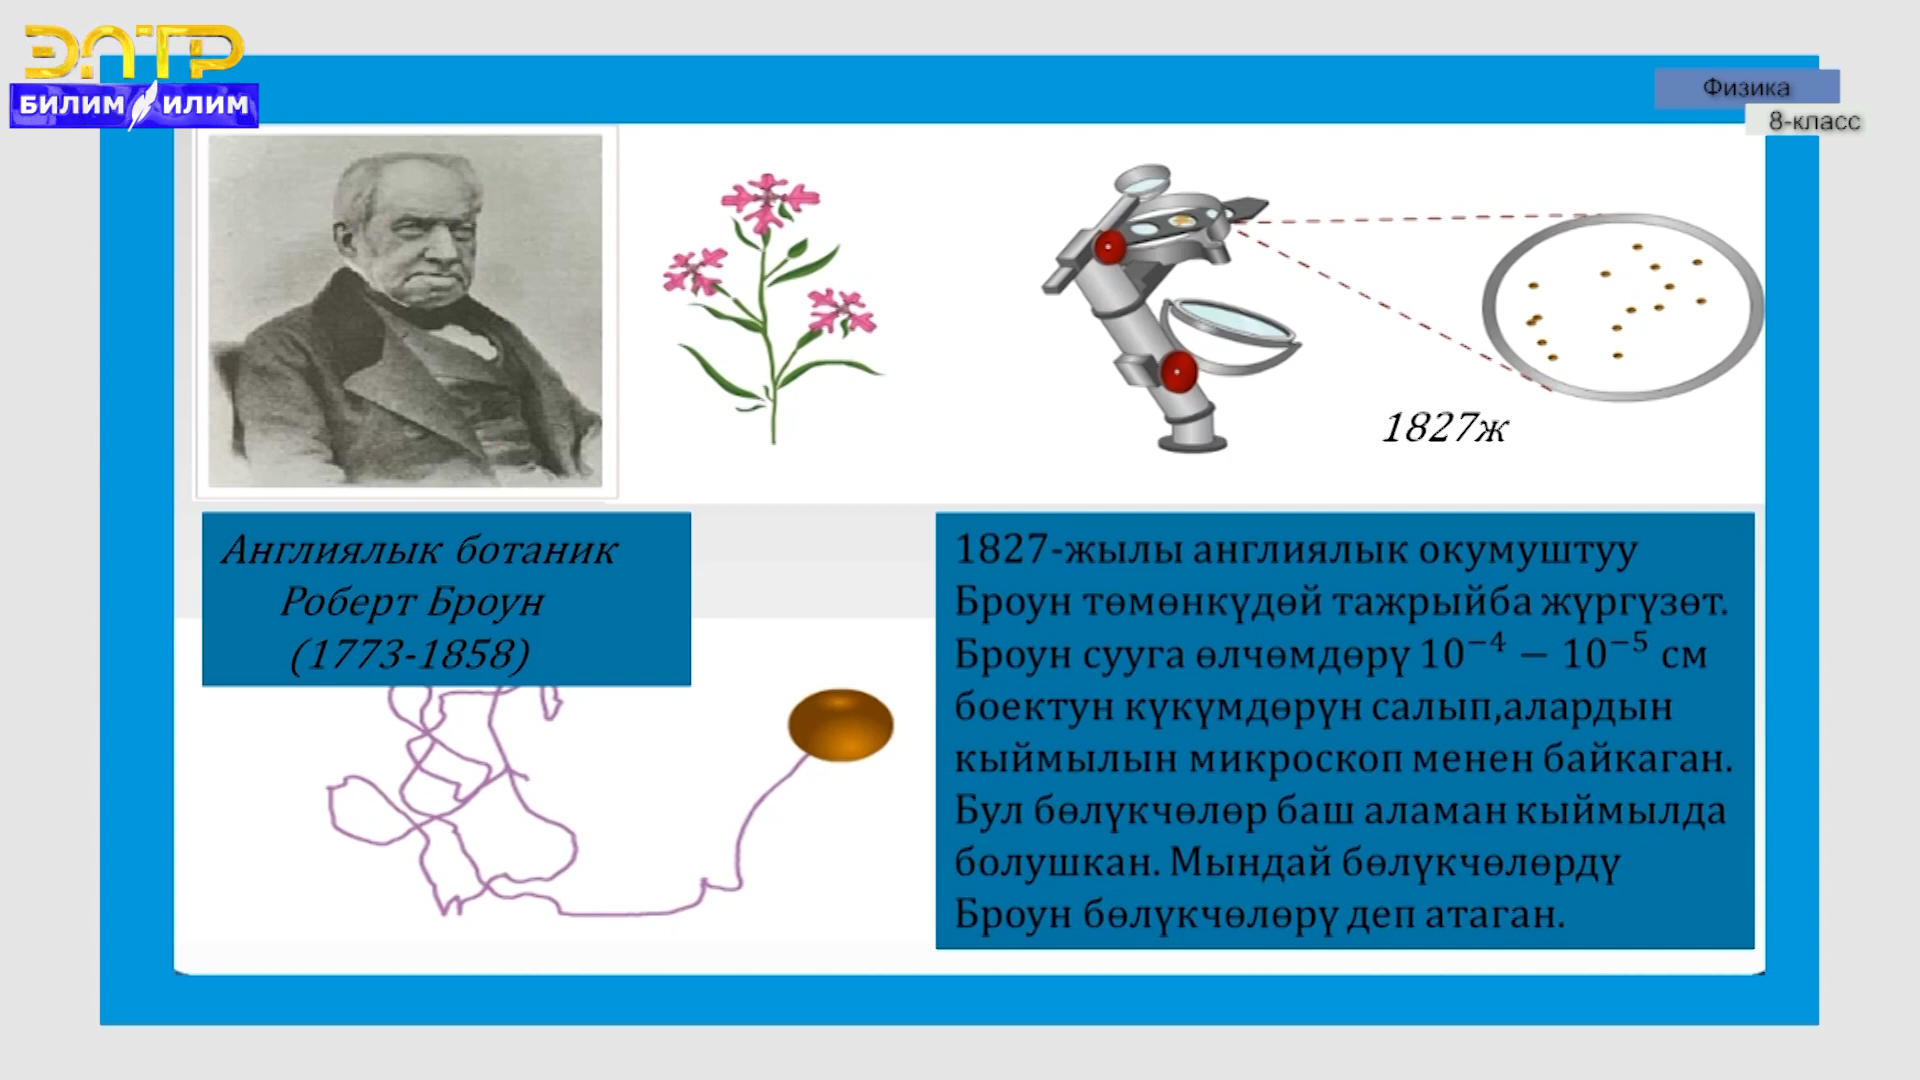 ЭЛТР
БИЛИМ ИЛИМ
Физика
8-класс
1827ж
Англиялык ботаник
Роберт Броун
(1773-1858)
1827-жылы англиялык окумуштуу
Броун төмөнкүдөй тажрыйба жүргүзөт.
Броун сууга өлчөмдөрү 10⁻⁴ − 10⁻⁵ см
боектун күкүмдөрүн салып,алардын
кыймылын микроскоп менен байкаган.
Бул бөлүкчөлөр баш аламан кыймылда
болушкан. Мындай бөлүкчөлөрдү
Броун бөлүкчөлөрү деп атаган.